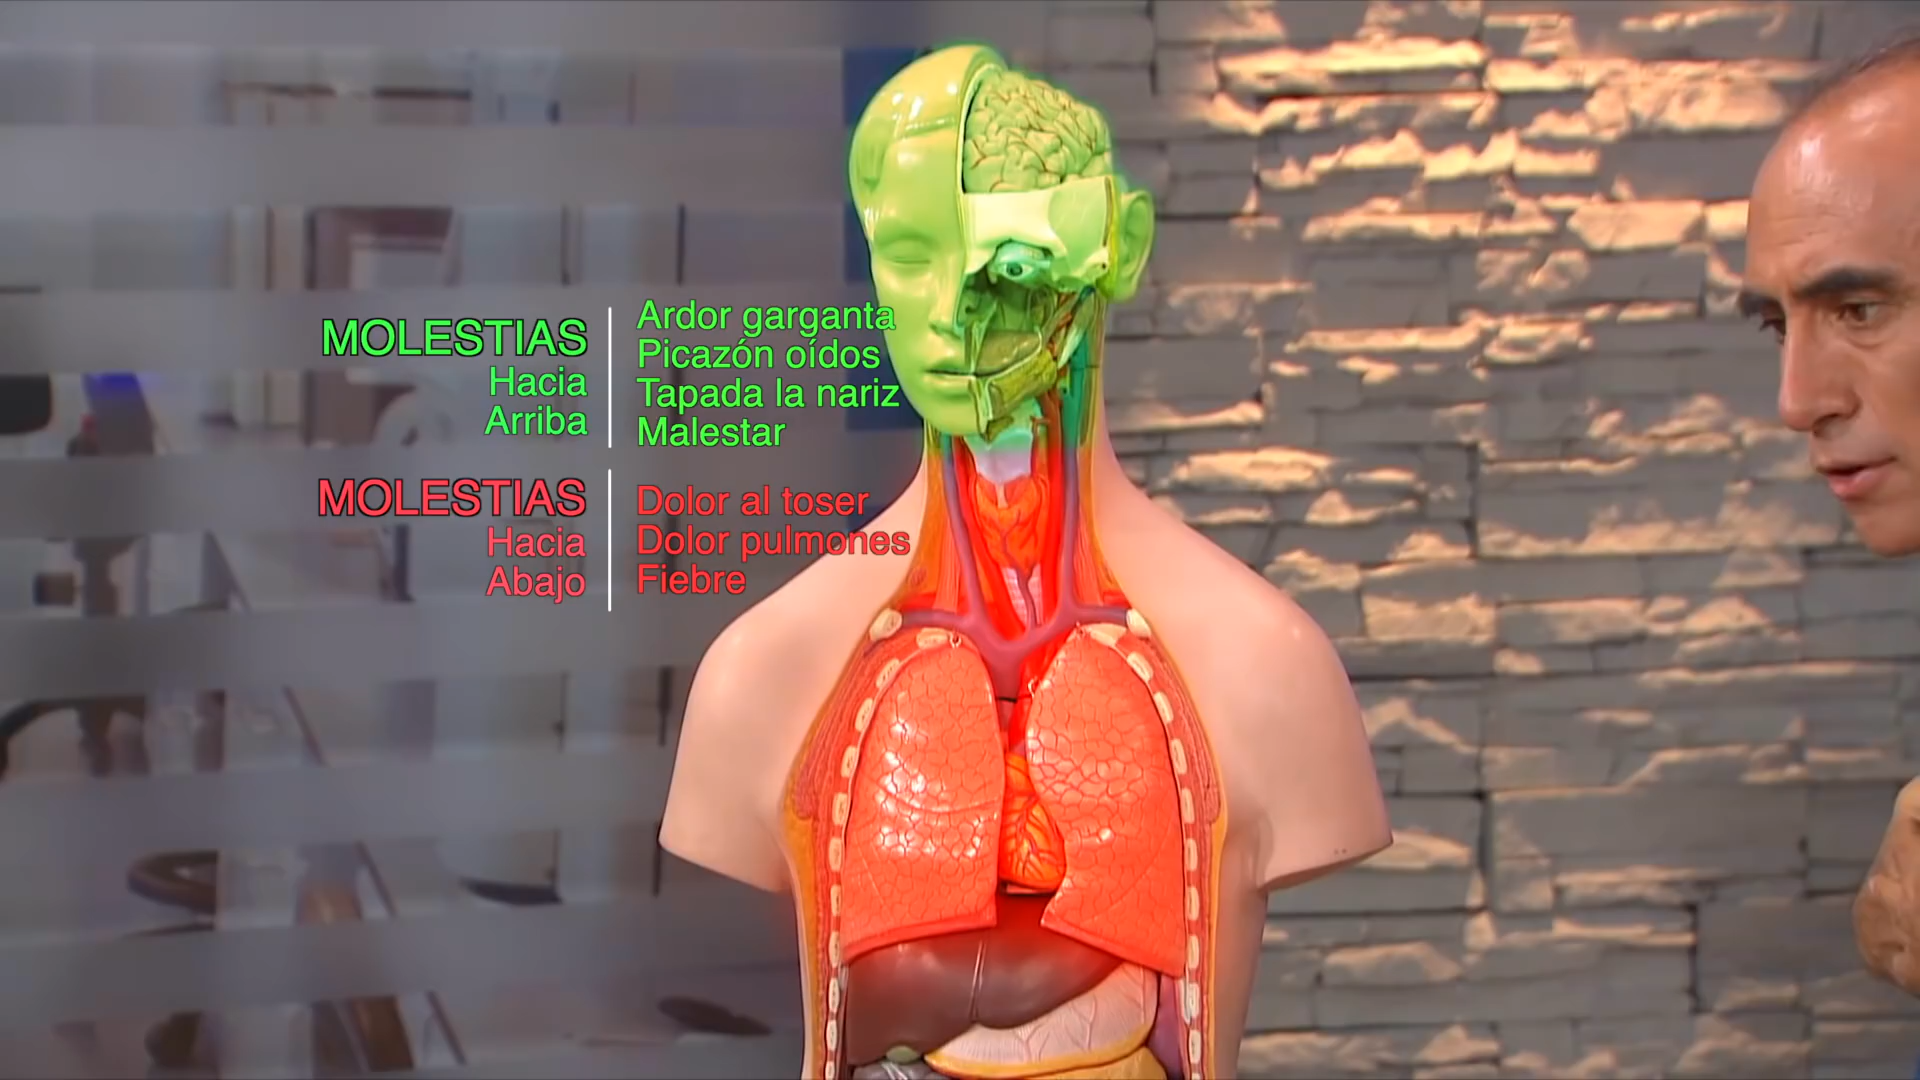 MOLESTIAS
Hacia
Arriba
Ardor garganta
Picazón oídos
Tapada la nariz
Malestar
MOLESTIAS
Hacia
Abajo
Dolor al toser
Dolor pulmones
Fiebre